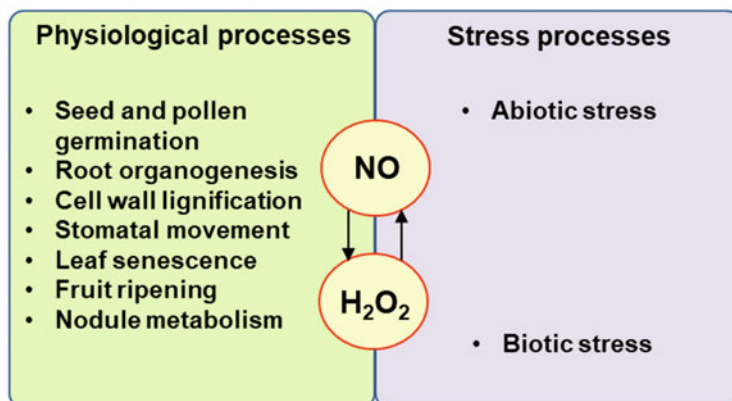 Physiological processes
• Seed and pollen
germination
• Root organogenesis
• Cell wall lignification
• Stomatal movement
• Leaf senescence
• Fruit ripening
• Nodule metabolism
NO
H₂O₂
Stress processes
• Abiotic stress
• Biotic stress